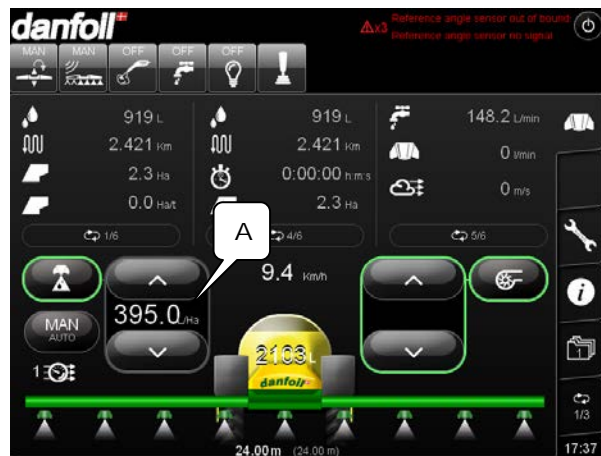 danfoil
x3 Reference angle sensor out of bound
Reference angle sensor no signal
MAN MAN OFF OFF OFF
919 L 919 L 148.2 L/min
2.421 Km 2.421 Km 0 l/min
2.3 Ha 0:00:00 h:m:s 0 m/s
0.0 Ha/t 2.3 Ha
1/6 4/6 5/6
A
9.4 Km/h
395.0 L/Ha
MAN
AUTO
1
2103 L
danfoil
1
1/3
24.00 m (24.00 m)
17:37